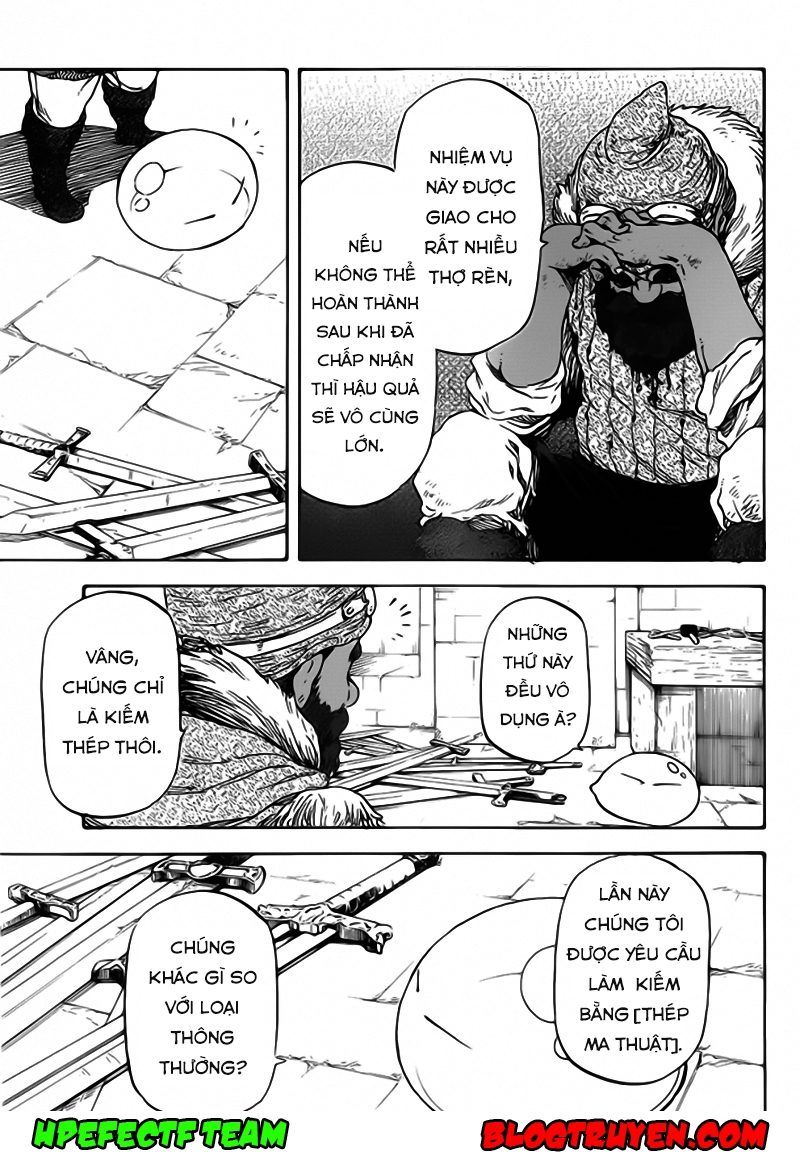 NHIỆM VỤ
NÀY ĐƯỢC
GIAO CHO
RẤT NHIỀU
THỢ RÈN,
NẾU
KHÔNG THỂ
HOÀN THÀNH
SAU KHI ĐÃ
CHẤP NHẬN
THÌ HẬU QUẢ
SẼ VÔ CÙNG
LỚN.
NHỮNG
THỨ NÀY
ĐỀU VÔ
DỤNG À?
VÂNG,
CHÚNG CHỈ
LÀ KIẾM
THÉP THÔI.
LẦN NÀY
CHÚNG TÔI
ĐƯỢC YÊU CẦU
LÀM KIẾM
BẰNG [THÉP
MA THUẬT].
CHÚNG
KHÁC GÌ SO
VỚI LOẠI
THÔNG
THƯỜNG?
UPEFECTF TEAM
BLOGTRUYEN.COM